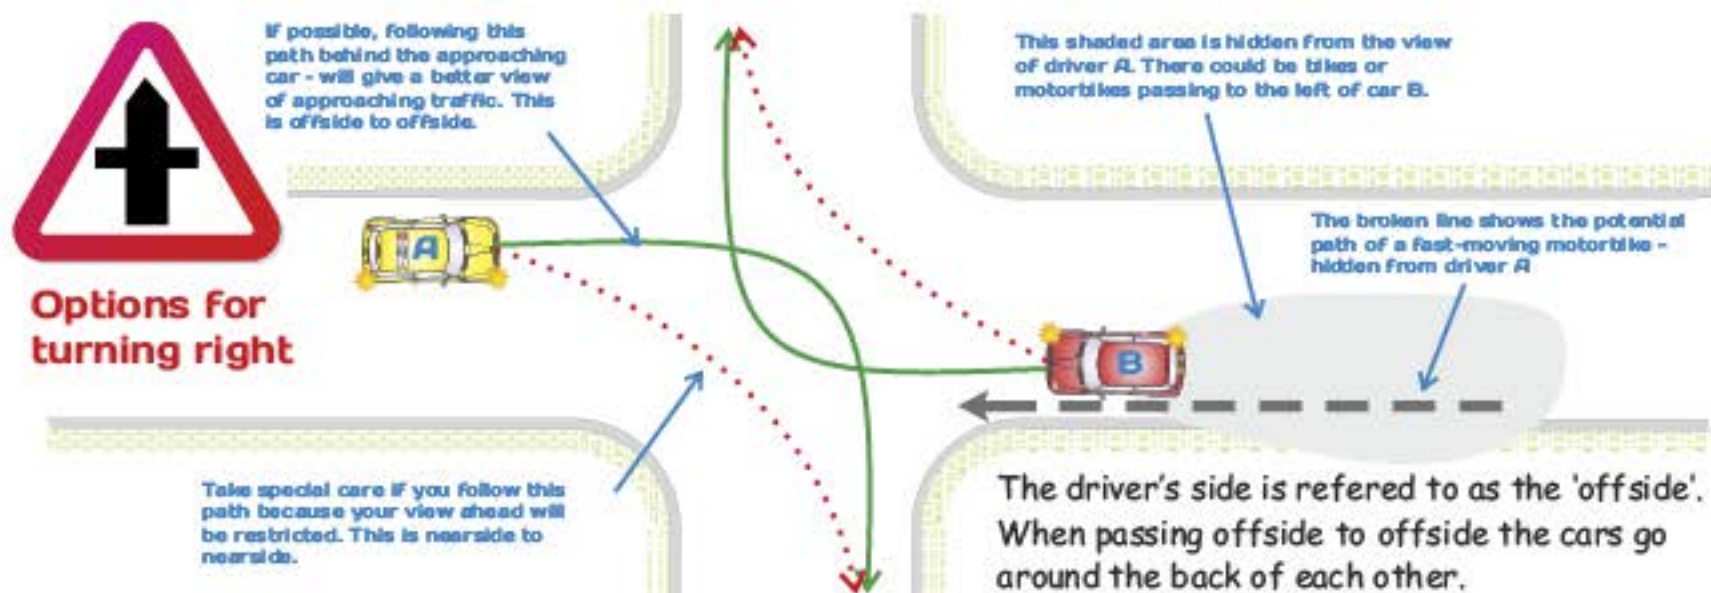 If possible, following this
path behind the approaching
car - will give a better view
of approaching traffic. This
is offside to offside.
This shaded area is hidden from the view
of driver A. There could be bikes or
motorbikes passing to the left of car B.
The broken line shows the potential
path of a fast-moving motorbike -
hidden from driver A
A
Options for
turning right
B
Take special care if you follow this
path because your view ahead will
be restricted. This is nearside to
nearside.
The driver's side is refered to as the 'offside'.
When passing offside to offside the cars go
around the back of each other.